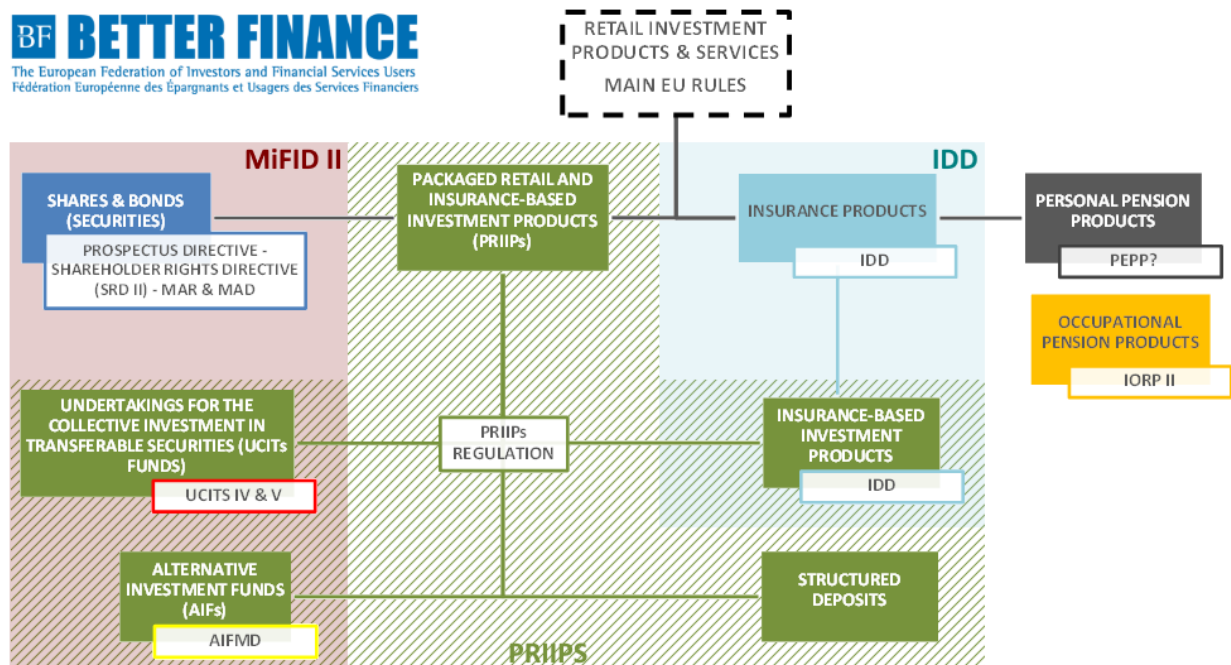 BF BETTER FINANCE
The European Federation of Investors and Financial Services Users
Fédération Européenne des Épargnants et Usagers des Services Financiers
RETAIL INVESTMENT
PRODUCTS & SERVICES
MAIN EU RULES
MiFID II
IDD
SHARES & BONDS
(SECURITIES)
PROSPECTUS DIRECTIVE -
SHAREHOLDER RIGHTS DIRECTIVE
(SRD II) - MAR & MAD
PACKAGED RETAIL AND
INSURANCE-BASED
INVESTMENT PRODUCTS
(PRIIPs)
INSURANCE PRODUCTS
IDD
PERSONAL PENSION
PRODUCTS
PEPP?
OCCUPATIONAL
PENSION PRODUCTS
IORP II
UNDERTAKINGS FOR THE
COLLECTIVE INVESTMENT IN
TRANSFERABLE SECURITIES (UCITs
FUNDS)
UCITS IV & V
PRIIPs
REGULATION
INSURANCE-BASED
INVESTMENT
PRODUCTS
IDD
ALTERNATIVE
INVESTMENT FUNDS
(AIFs)
AIFMD
STRUCTURED
DEPOSITS
PRIIPS